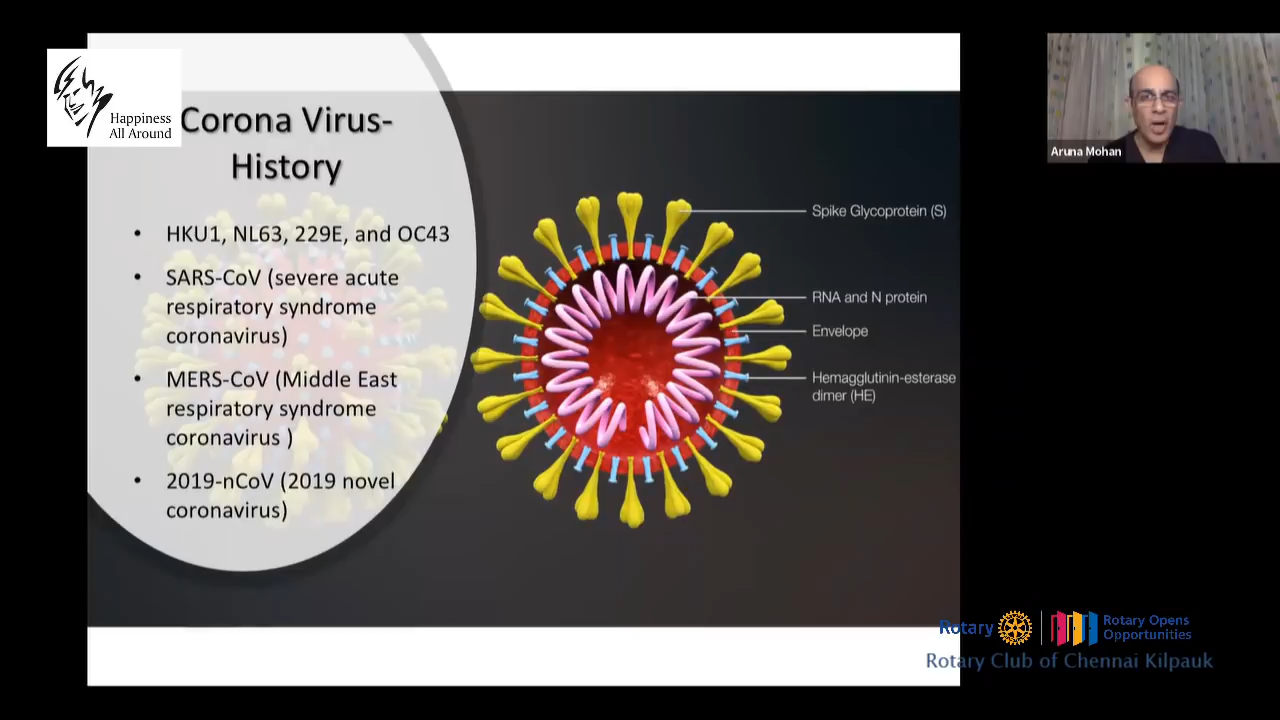 Happiness
All Around
Corona Virus-
History
• HKU1, NL63, 229E, and OC43
• SARS-CoV (severe acute
respiratory syndrome
coronavirus)
• MERS-CoV (Middle East
respiratory syndrome
coronavirus )
• 2019-nCoV (2019 novel
coronavirus)
Spike Glycoprotein (S)
RNA and N protein
Envelope
Hemagglutinin-esterase
dimer (HE)
Aruna Mohan
Rotary
Rotary Opens
Opportunities
Rotary Club of Chennai Kilpauk